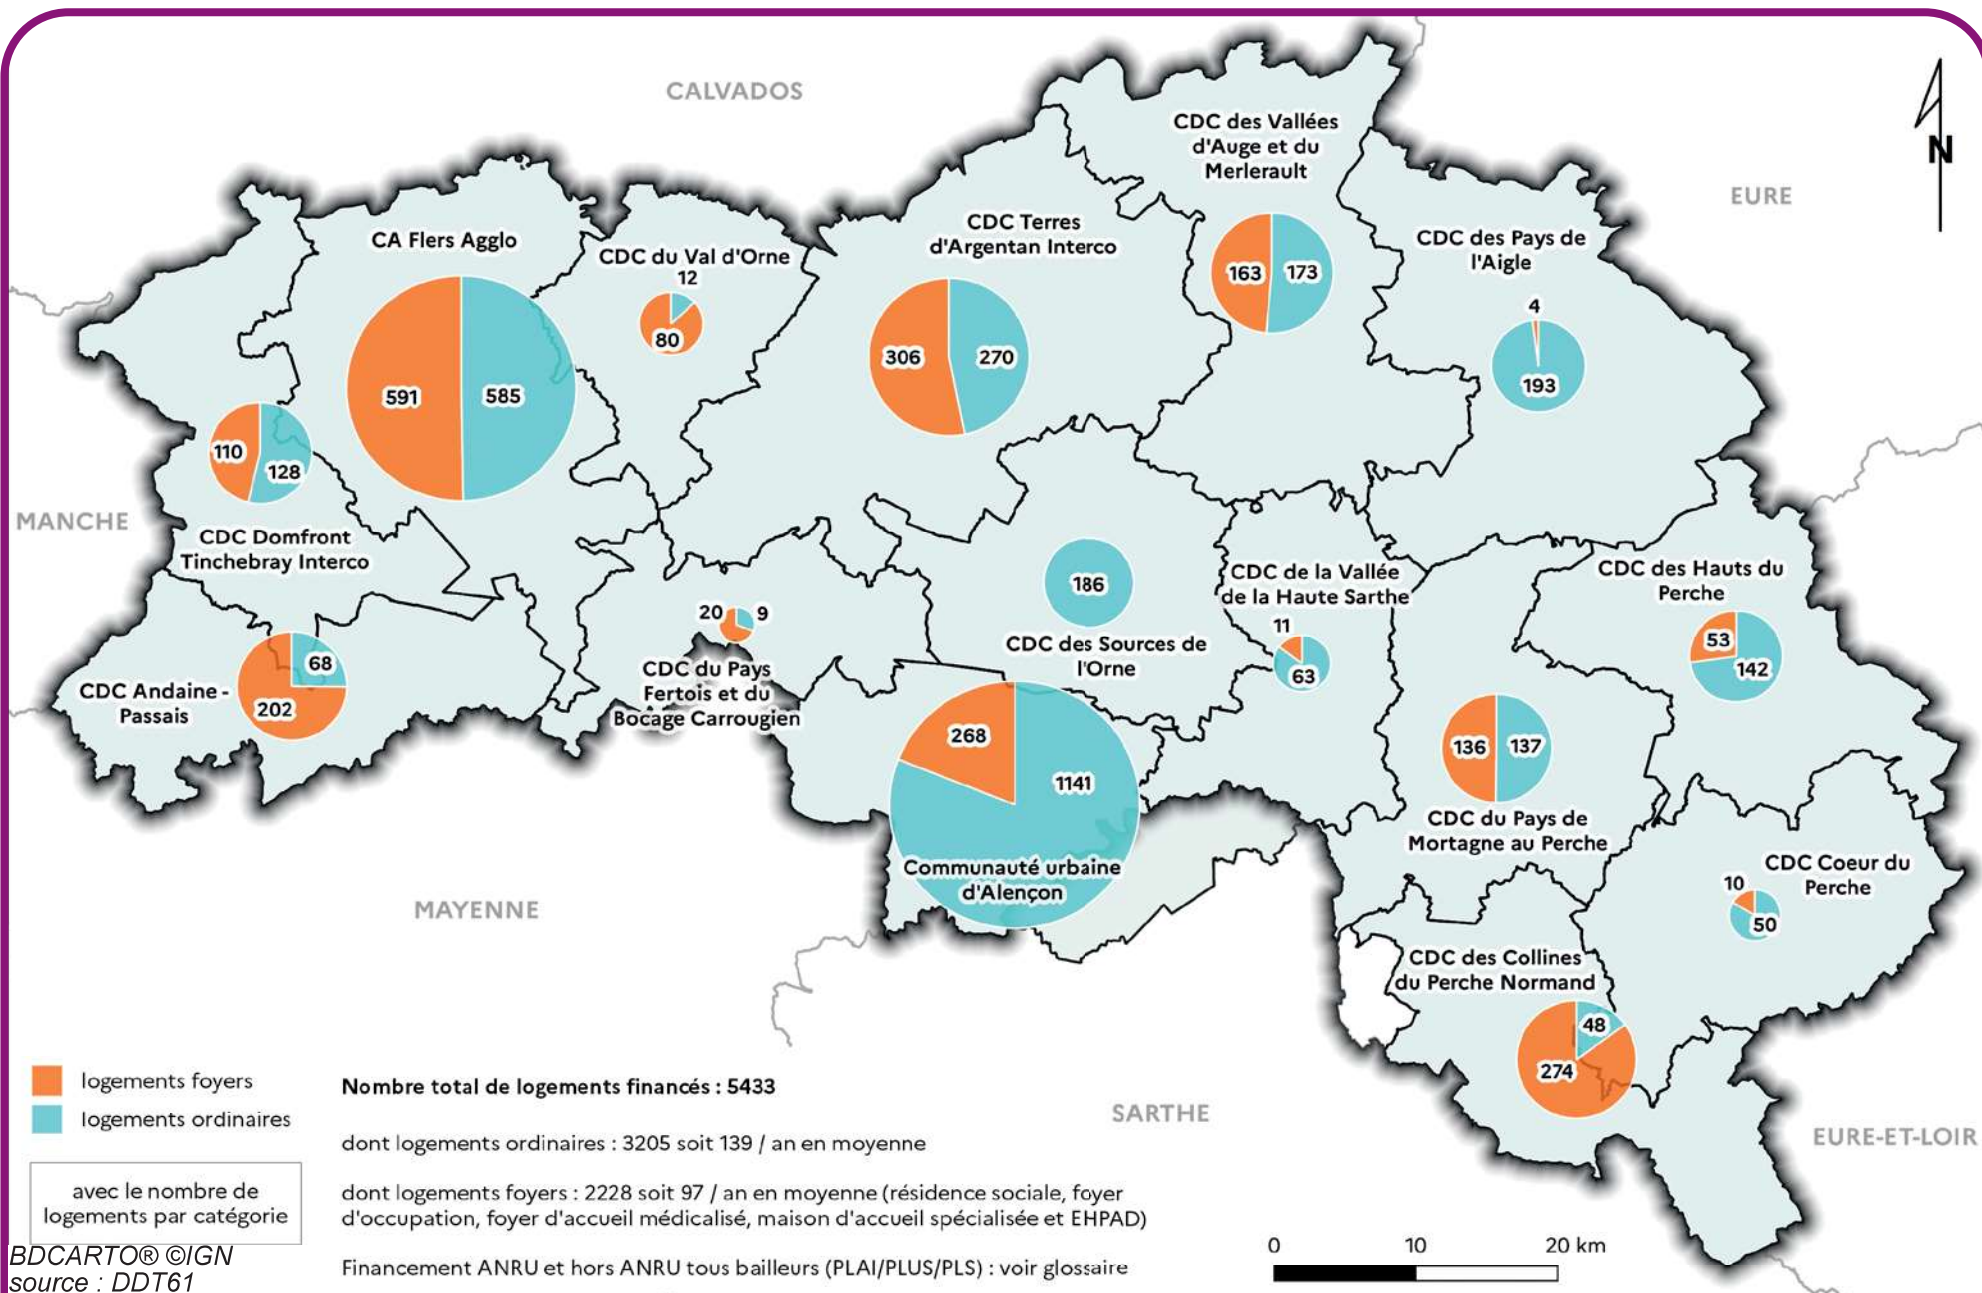 CALVADOS
EURE
N
CDC des Vallées
d'Auge et du
Merlerault
163
173
CDC Terres
d'Argentan Interco
306
270
CDC des Pays de
l'Aigle
4
193
CA Flers Agglo
591
585
CDC du Val d'Orne
12
80
110
128
CDC Domfront
Tinchebray Interco
MANCHE
186
CDC des Sources de
l'Orne
CDC de la Vallée
de la Haute Sarthe
11
63
CDC des Hauts du
Perche
53
142
20
9
CDC du Pays
Fertois et du
Bocage Carrougien
CDC Andaine -
Passais
68
202
268
1141
Communauté urbaine
d'Alençon
136
137
CDC du Pays de
Mortagne au Perche
CDC Coeur du
Perche
10
50
MAYENNE
CDC des Collines
du Perche Normand
48
274
SARTHE
EURE-ET-LOIR
logements foyers
logements ordinaires
avec le nombre de
logements par catégorie
BDCARTO® ©IGN
source : DDT61
Nombre total de logements financés : 5433
dont logements ordinaires : 3205 soit 139 / an en moyenne
dont logements foyers : 2228 soit 97 / an en moyenne (résidence sociale, foyer
d'occupation, foyer d'accueil médicalisé, maison d'accueil spécialisée et EHPAD)
Financement ANRU et hors ANRU tous bailleurs (PLAI/PLUS/PLS) : voir glossaire
0 10 20 km